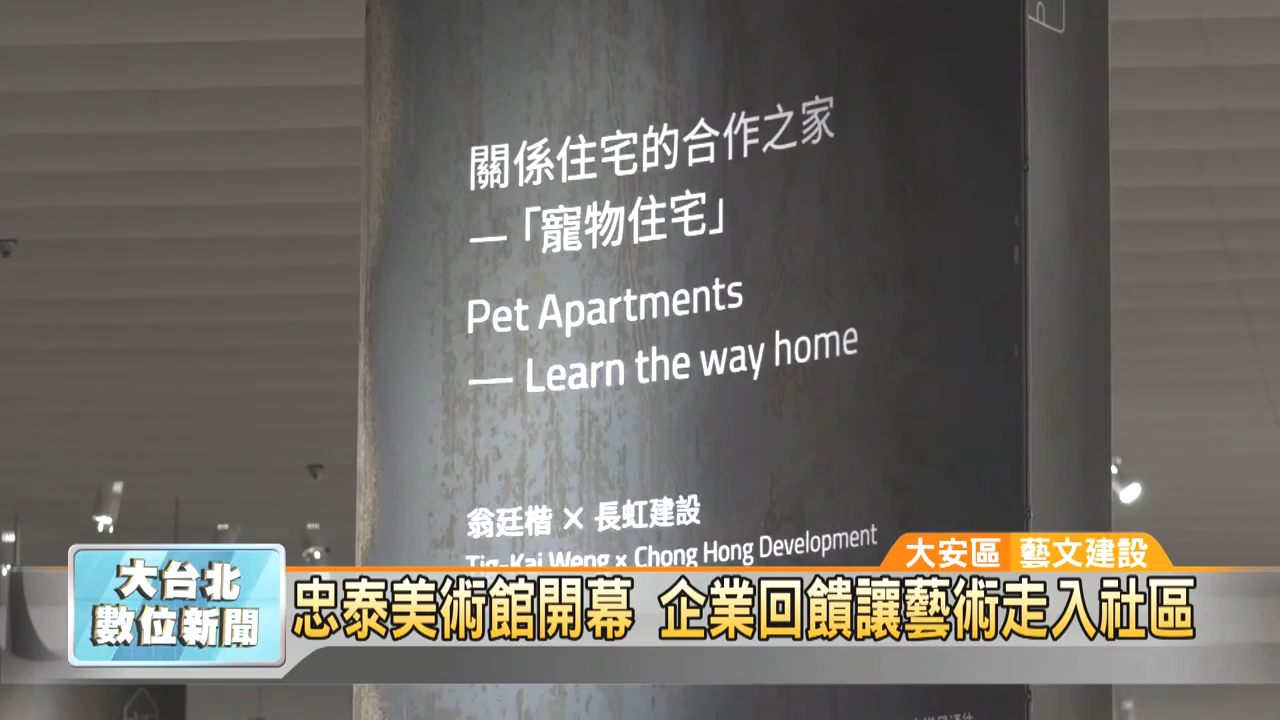 關係住宅的合作之家
—「寵物住宅」
Pet Apartments
— Learn the way home
翁廷楷 × 長虹建設
Tig-Kai Weng × Chong Hong Development
大安區 藝文建設
大台北
數位新聞
忠泰美術館開幕 企業回饋讓藝術走入社區